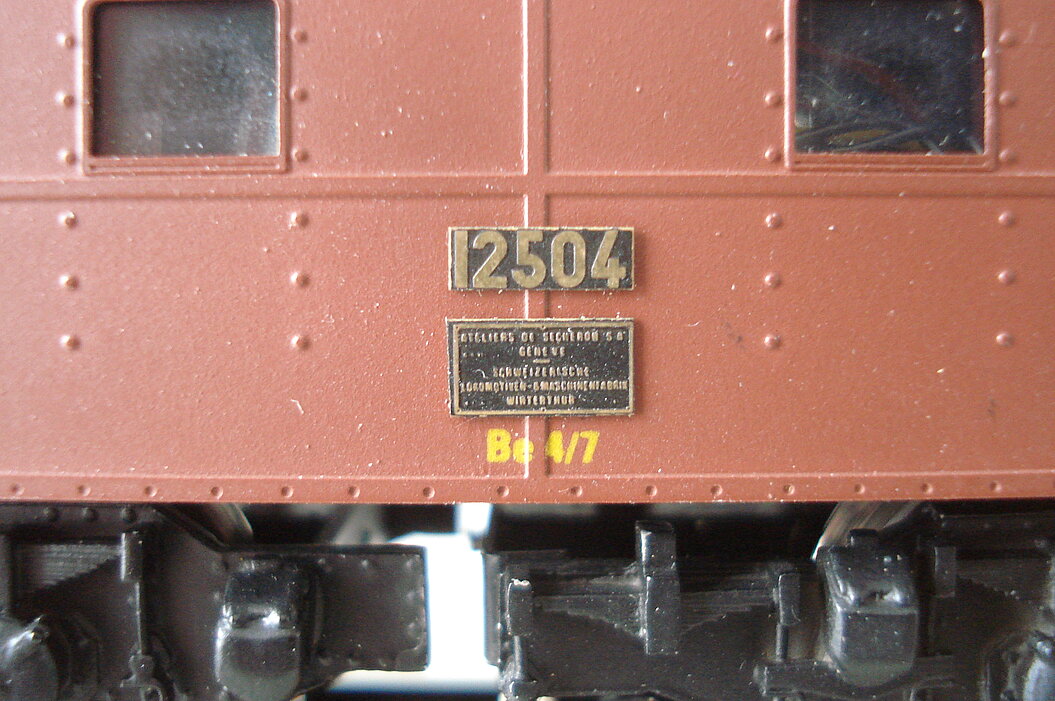 12504
ATELIERS DE SECHERON S·A·
GENEVE
SCHWEIZERISCHE
LOKOMOTIVEN-&MASCHINENFABRIK
WINTERTHUR
Be 4/7